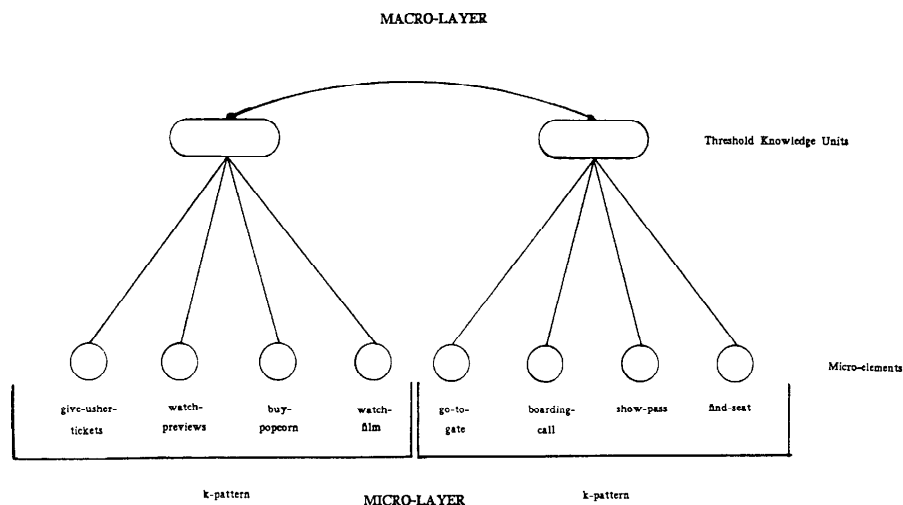 MACRO-LAYER
Threshold Knowledge Units
Micro-elements
give-usher-
tickets
watch-
previews
buy-
popcorn
watch-
film
go-to-
gate
boarding-
call
show-pass
find-seat
k-pattern
MICRO-LAYER
k-pattern